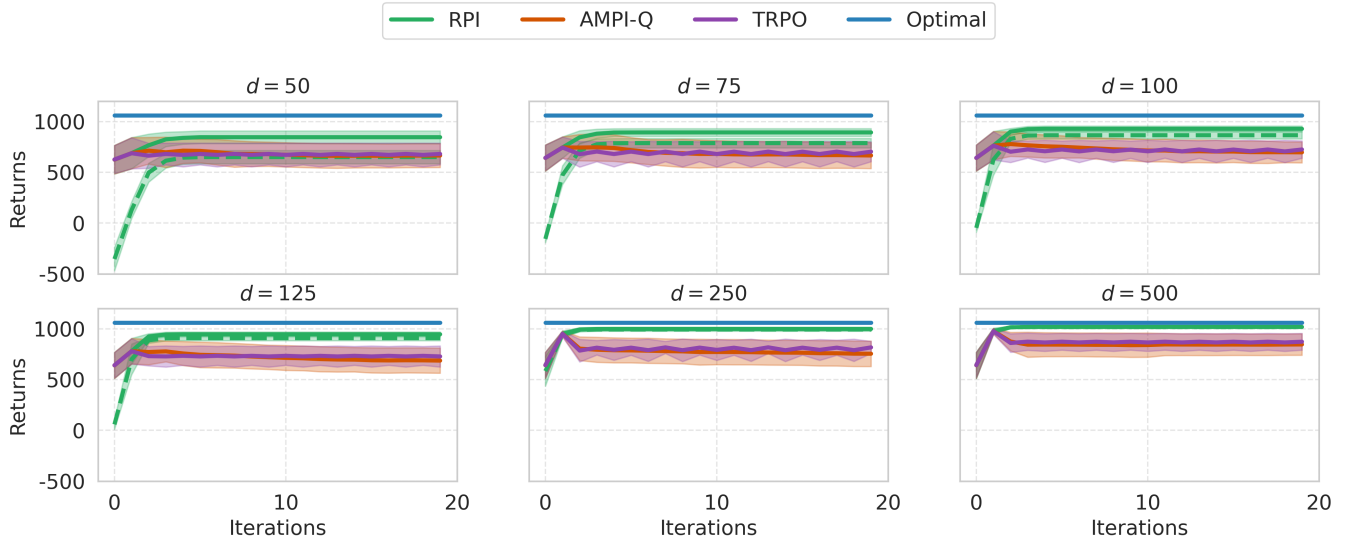 RPI AMPI-Q TRPO Optimal
d = 50 d = 75 d = 100
1000
500
0
-500
Returns
d = 125 d = 250 d = 500
1000
500
0
-500
Returns
0 10 20 0 10 20 0 10 20
Iterations Iterations Iterations